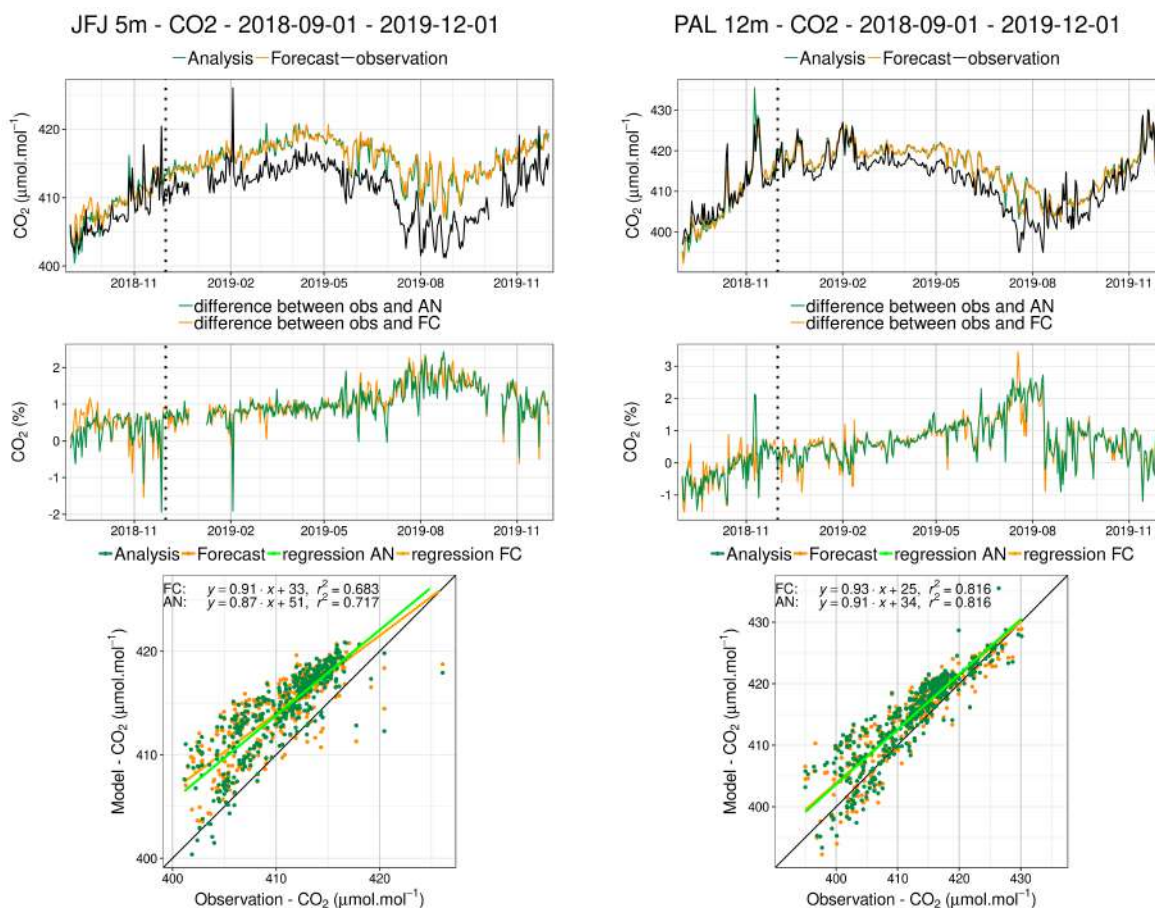 JFJ 5m - CO2 - 2018-09-01 - 2019-12-01
Analysis Forecast observation
CO₂ (μmol.mol⁻¹)
420
410
400
2018-11 2019-02 2019-05 2019-08 2019-11
difference between obs and AN
difference between obs and FC
CO₂ (%)
2
1
0
-1
-2
2018-11 2019-02 2019-05 2019-08 2019-11
Analysis Forecast regression AN regression FC
FC: y = 0.91 · x + 33, r² = 0.683
AN: y = 0.87 · x + 51, r² = 0.717
Model - CO₂ (μmol.mol⁻¹)
420
410
400
400 410 420
Observation - CO₂ (μmol.mol⁻¹)
PAL 12m - CO2 - 2018-09-01 - 2019-12-01
Analysis Forecast observation
CO₂ (μmol.mol⁻¹)
430
420
410
400
2018-11 2019-02 2019-05 2019-08 2019-11
difference between obs and AN
difference between obs and FC
CO₂ (%)
3
2
1
0
-1
2018-11 2019-02 2019-05 2019-08 2019-11
Analysis Forecast regression AN regression FC
FC: y = 0.93 · x + 25, r² = 0.816
AN: y = 0.91 · x + 34, r² = 0.816
Model - CO₂ (μmol.mol⁻¹)
430
420
410
400
400 410 420 430
Observation - CO₂ (μmol.mol⁻¹)